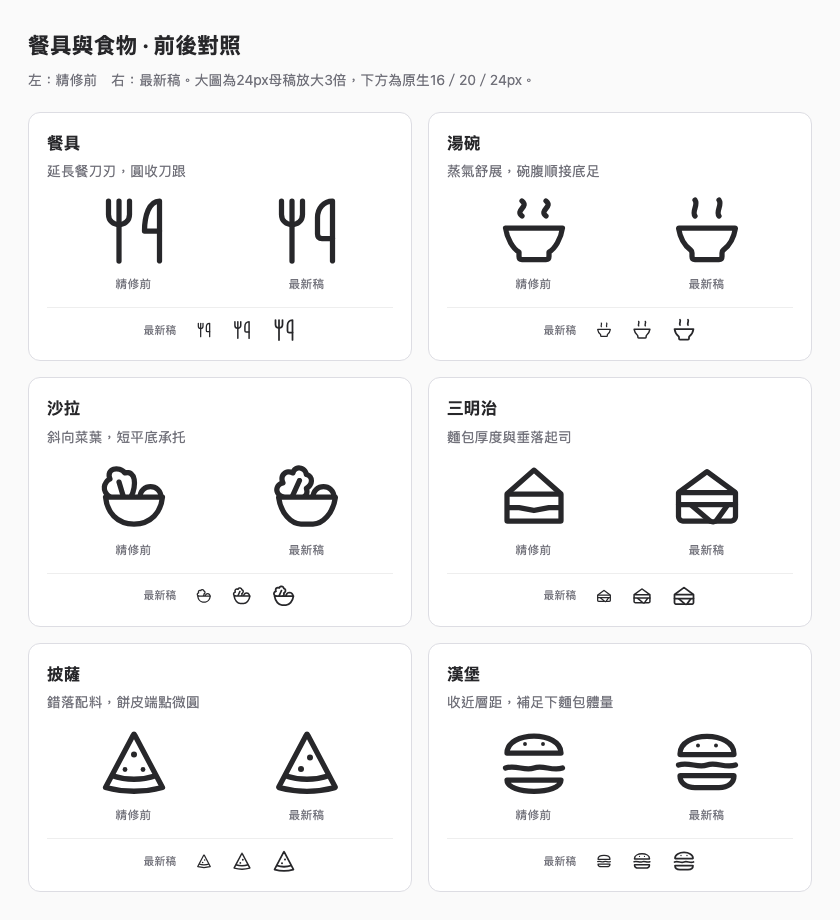 餐具與食物 · 前後對照
左：精修前　右：最新稿。大圖為24px母稿放大3倍，下方為原生16 / 20 / 24px。
餐具
延長餐刀刃，圓收刀跟
精修前
最新稿
最新稿
湯碗
蒸氣舒展，碗腹順接底足
精修前
最新稿
最新稿
沙拉
斜向菜葉，短平底承托
精修前
最新稿
最新稿
三明治
麵包厚度與垂落起司
精修前
最新稿
最新稿
披薩
錯落配料，餅皮端點微圓
精修前
最新稿
最新稿
漢堡
收近層距，補足下麵包體量
精修前
最新稿
最新稿